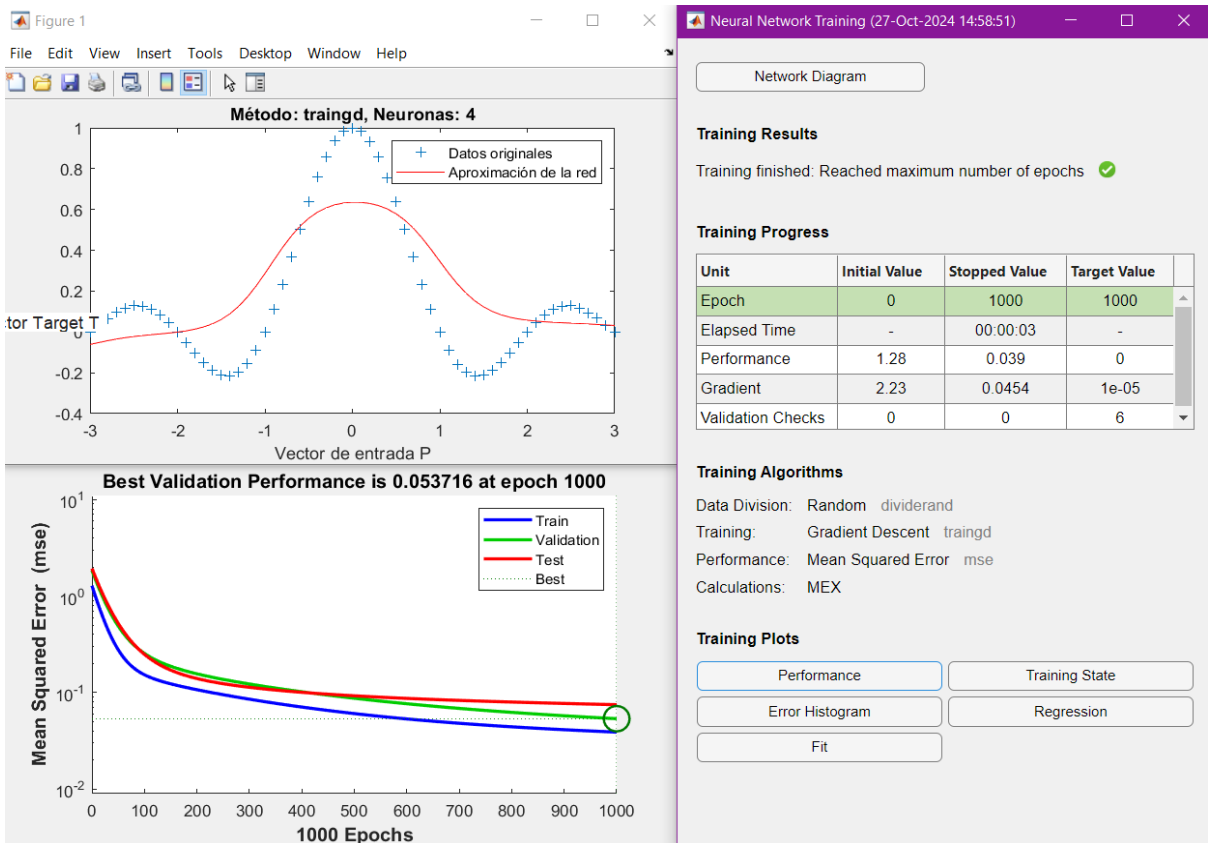 Figure 1
File Edit View Insert Tools Desktop Window Help
Método: traingd, Neuronas: 4
Datos originales
Aproximación de la red
1
0.8
0.6
0.4
0.2
0
-0.2
-0.4
ctor Target T
-3 -2 -1 0 1 2 3
Vector de entrada P
Best Validation Performance is 0.053716 at epoch 1000
Mean Squared Error (mse)
10^1
10^0
10^-1
10^-2
Train
Validation
Test
Best
0 100 200 300 400 500 600 700 800 900 1000
1000 Epochs
Neural Network Training (27-Oct-2024 14:58:51)
Network Diagram
Training Results
Training finished: Reached maximum number of epochs
Training Progress
Unit Initial Value Stopped Value Target Value
Epoch 0 1000 1000
Elapsed Time - 00:00:03 -
Performance 1.28 0.039 0
Gradient 2.23 0.0454 1e-05
Validation Checks 0 0 6
Training Algorithms
Data Division: Random dividerand
Training: Gradient Descent traingd
Performance: Mean Squared Error mse
Calculations: MEX
Training Plots
Performance Training State
Error Histogram Regression
Fit